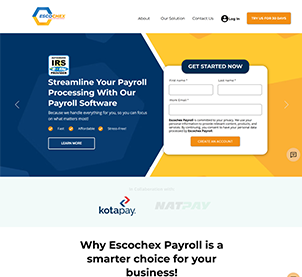 ESCOCHEX
About
Our Solution
Contact
Log In
TRY US FOR 30 DAYS
IRS
e-file
PROVIDER
Streamline Your Payroll
Processing With Our
Payroll Software
Because we handle everything for you, so you can focus
on what matters most!
Fast
Affordable
Stress-Free!
LEARN MORE
GET STARTED NOW
First name *
Last name *
Work Email *
Escochex Payroll is committed to your privacy. We use your
personal information to provide relevant content, products, and
services. By continuing, you consent to have your personal data
processed by Escochex Payroll.
CREATE AN ACCOUNT
kotapay.
NATPAY
Why Escochex Payroll is a
smarter choice for your
business!